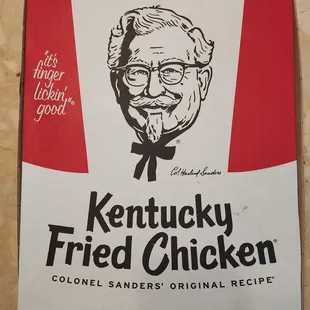 "it's
finger
lickin'
good"®
®
Col. Harland Sanders
Kentucky
Fried Chicken®
COLONEL SANDERS' ORIGINAL RECIPE®